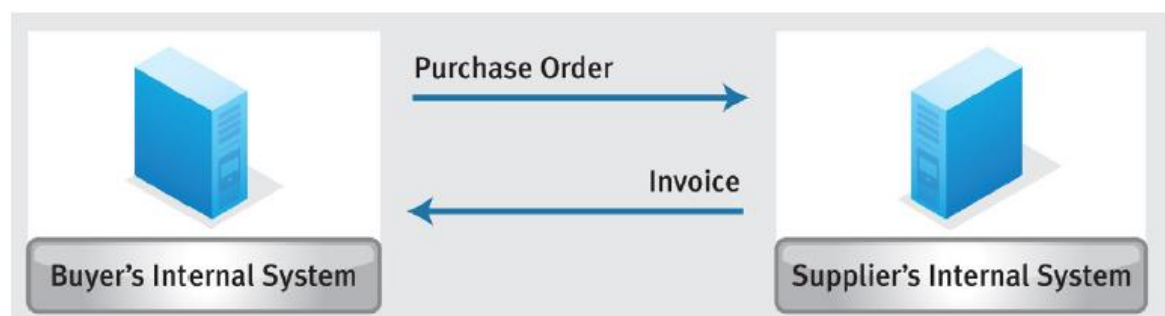 Purchase Order
Invoice
Buyer's Internal System
Supplier's Internal System